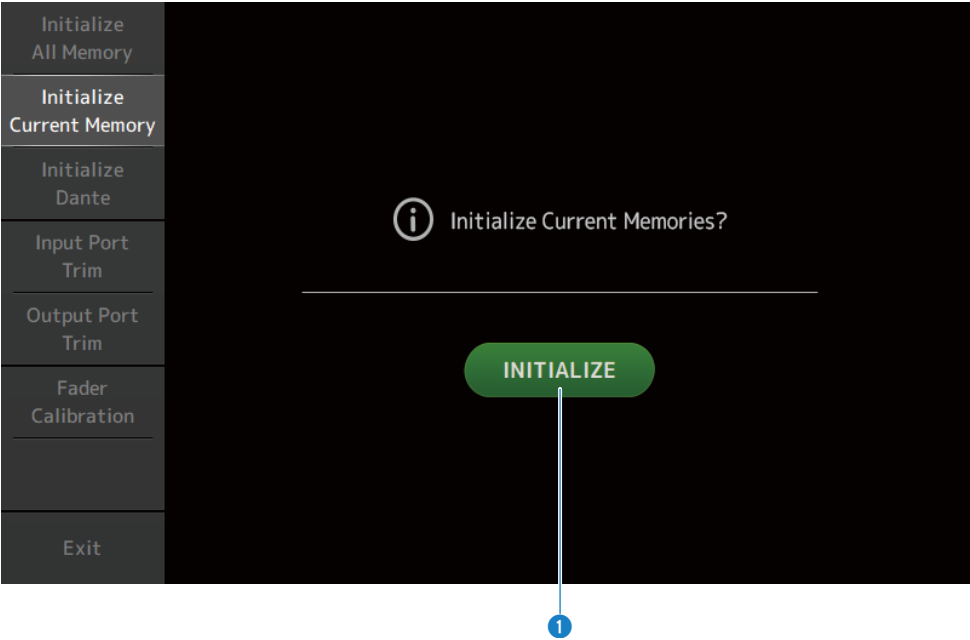 Initialize
All Memory
Initialize
Current Memory
Initialize
Dante
Input Port
Trim
Output Port
Trim
Fader
Calibration
Exit
Initialize Current Memories?
INITIALIZE
1